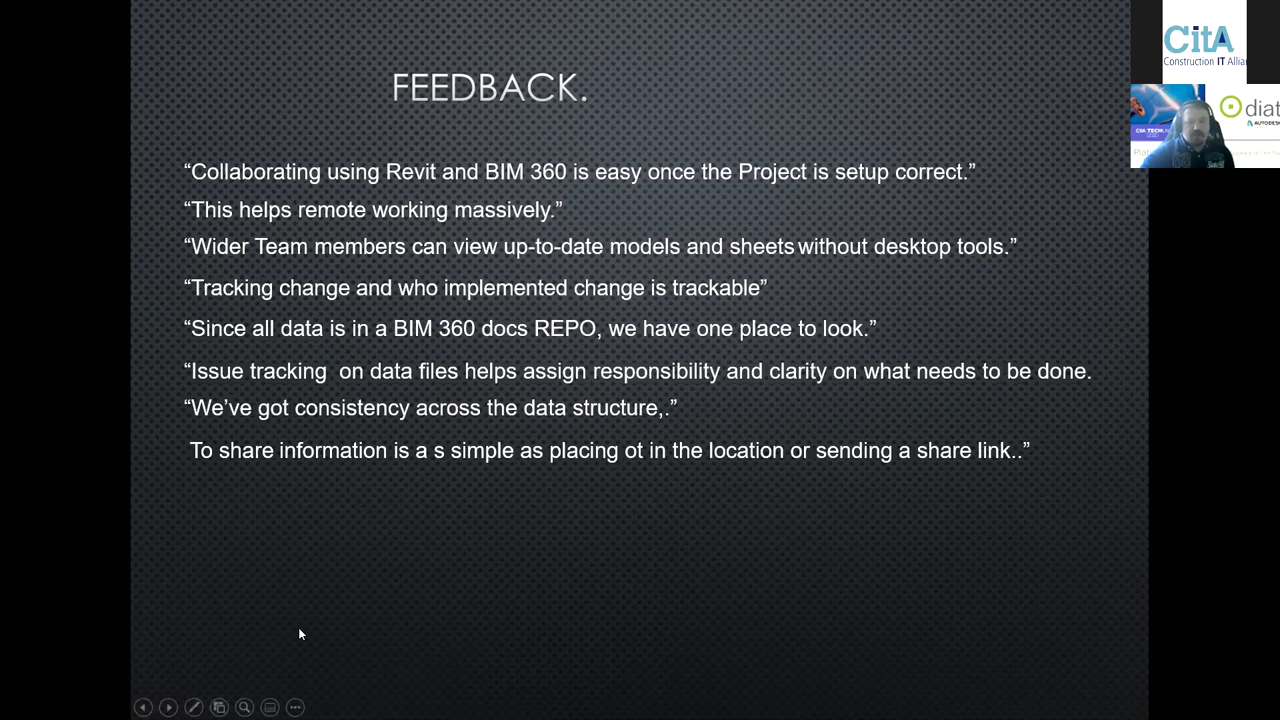 FEEDBACK.
“Collaborating using Revit and BIM 360 is easy once the Project is setup correct.”
“This helps remote working massively.”
“Wider Team members can view up-to-date models and sheets without desktop tools.”
“Tracking change and who implemented change is trackable”
“Since all data is in a BIM 360 docs REPO, we have one place to look.”
“Issue tracking  on data files helps assign responsibility and clarity on what needs to be done.
“We’ve got consistency across the data structure,.”
To share information is a s simple as placing ot in the location or sending a share link..”
CitA
Construction IT Allia
diat
AUTODESK